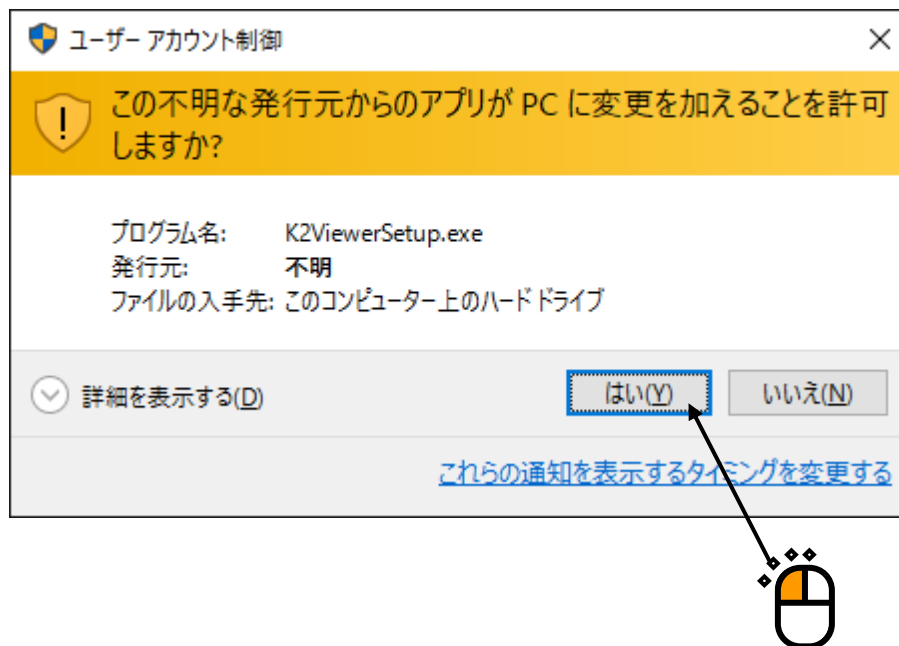 ユーザー アカウント制御
この不明な発行元からのアプリが PC に変更を加えることを許可
しますか?
プログラム名: K2ViewerSetup.exe
発行元: 不明
ファイルの入手先: このコンピューター上のハード ドライブ
詳細を表示する(D)
はい(Y)
いいえ(N)
これらの通知を表示するタイミングを変更する